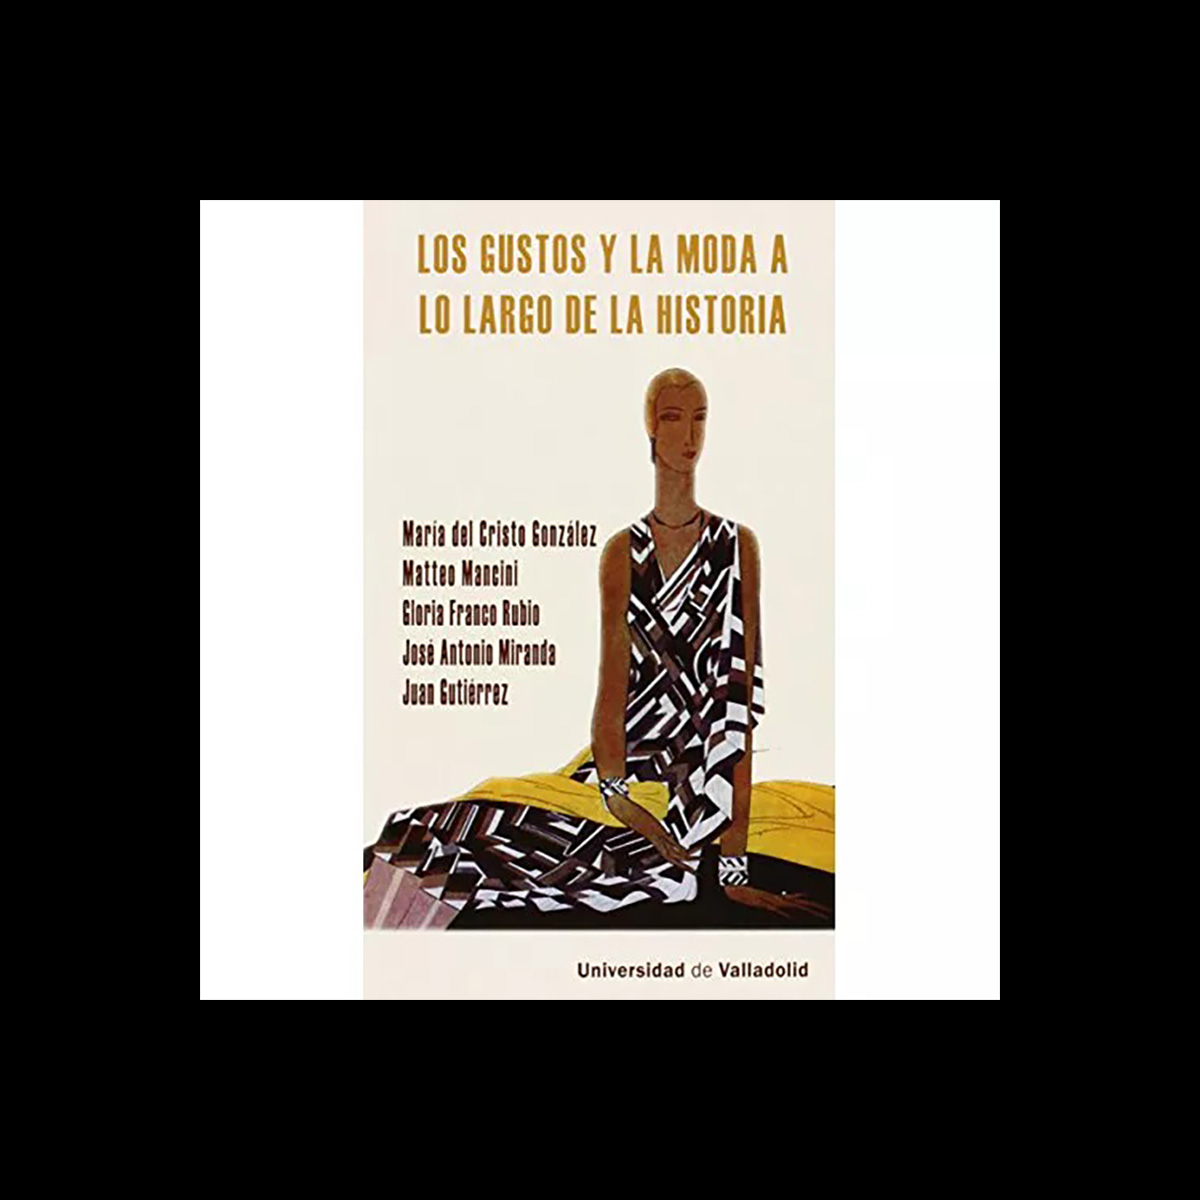 LOS GUSTOS Y LA MODA A
LO LARGO DE LA HISTORIA
María del Cristo González
Matteo Mancini
Gloria Franco Rubio
José Antonio Miranda
Juan Gutiérrez
Universidad de Valladolid